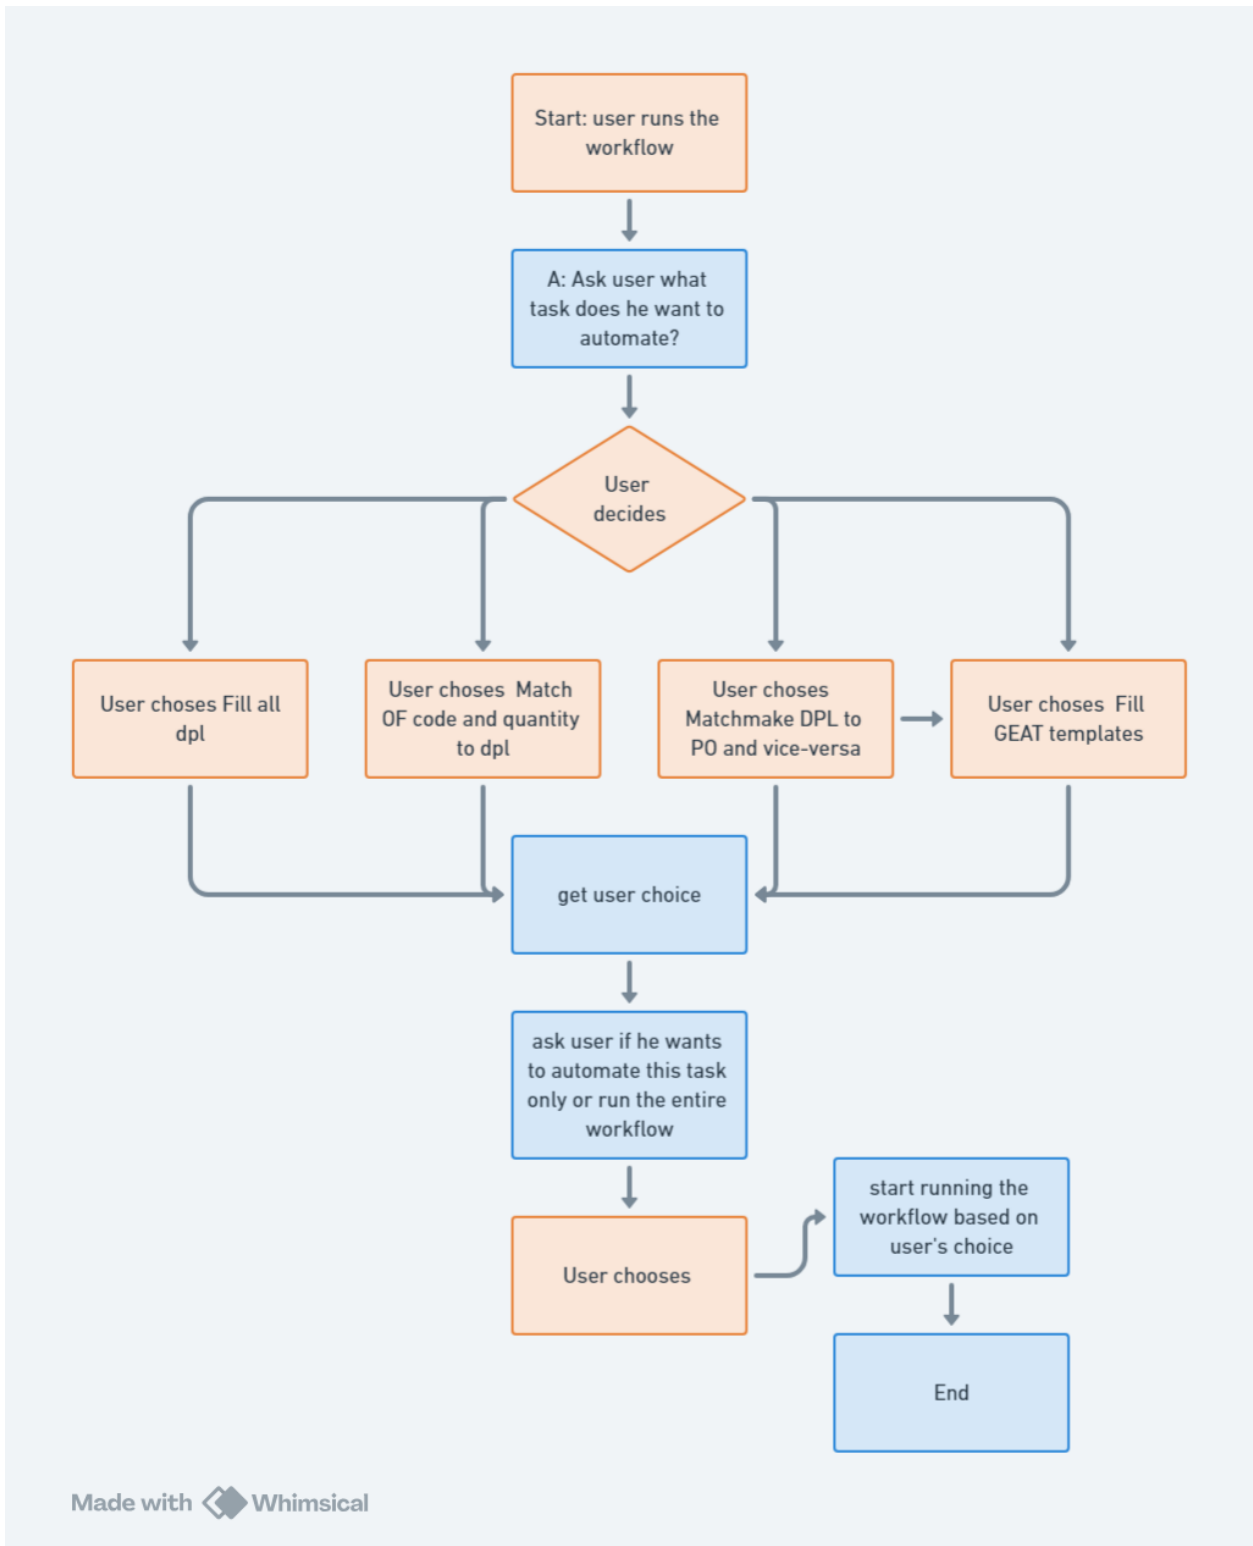 Start: user runs the
workflow
A: Ask user what
task does he want to
automate?
User
decides
User choses Fill all
dpl
User choses  Match
OF code and quantity
to dpl
User choses
Matchmake DPL to
PO and vice-versa
User choses  Fill
GEAT templates
get user choice
ask user if he wants
to automate this task
only or run the entire
workflow
User chooses
start running the
workflow based on
user's choice
End
Made with Whimsical